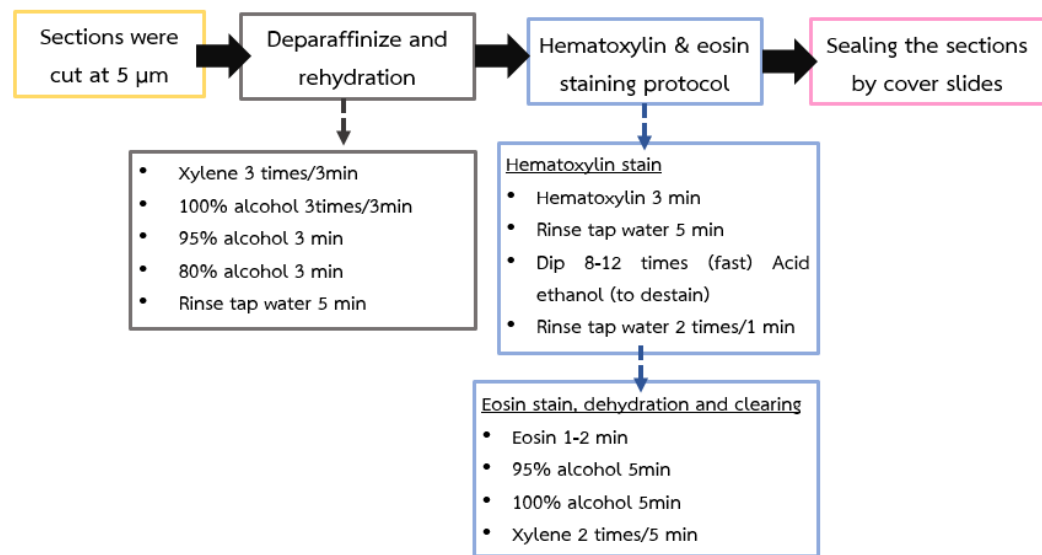 Sections were
cut at 5 µm
Deparaffinize and
rehydration
Hematoxylin & eosin
staining protocol
Sealing the sections
by cover slides
• Xylene 3 times/3min
• 100% alcohol 3times/3min
• 95% alcohol 3 min
• 80% alcohol 3 min
• Rinse tap water 5 min
Hematoxylin stain
• Hematoxylin 3 min
• Rinse tap water 5 min
• Dip 8-12 times (fast) Acid
ethanol (to destain)
• Rinse tap water 2 times/1 min
Eosin stain, dehydration and clearing
• Eosin 1-2 min
• 95% alcohol 5min
• 100% alcohol 5min
• Xylene 2 times/5 min